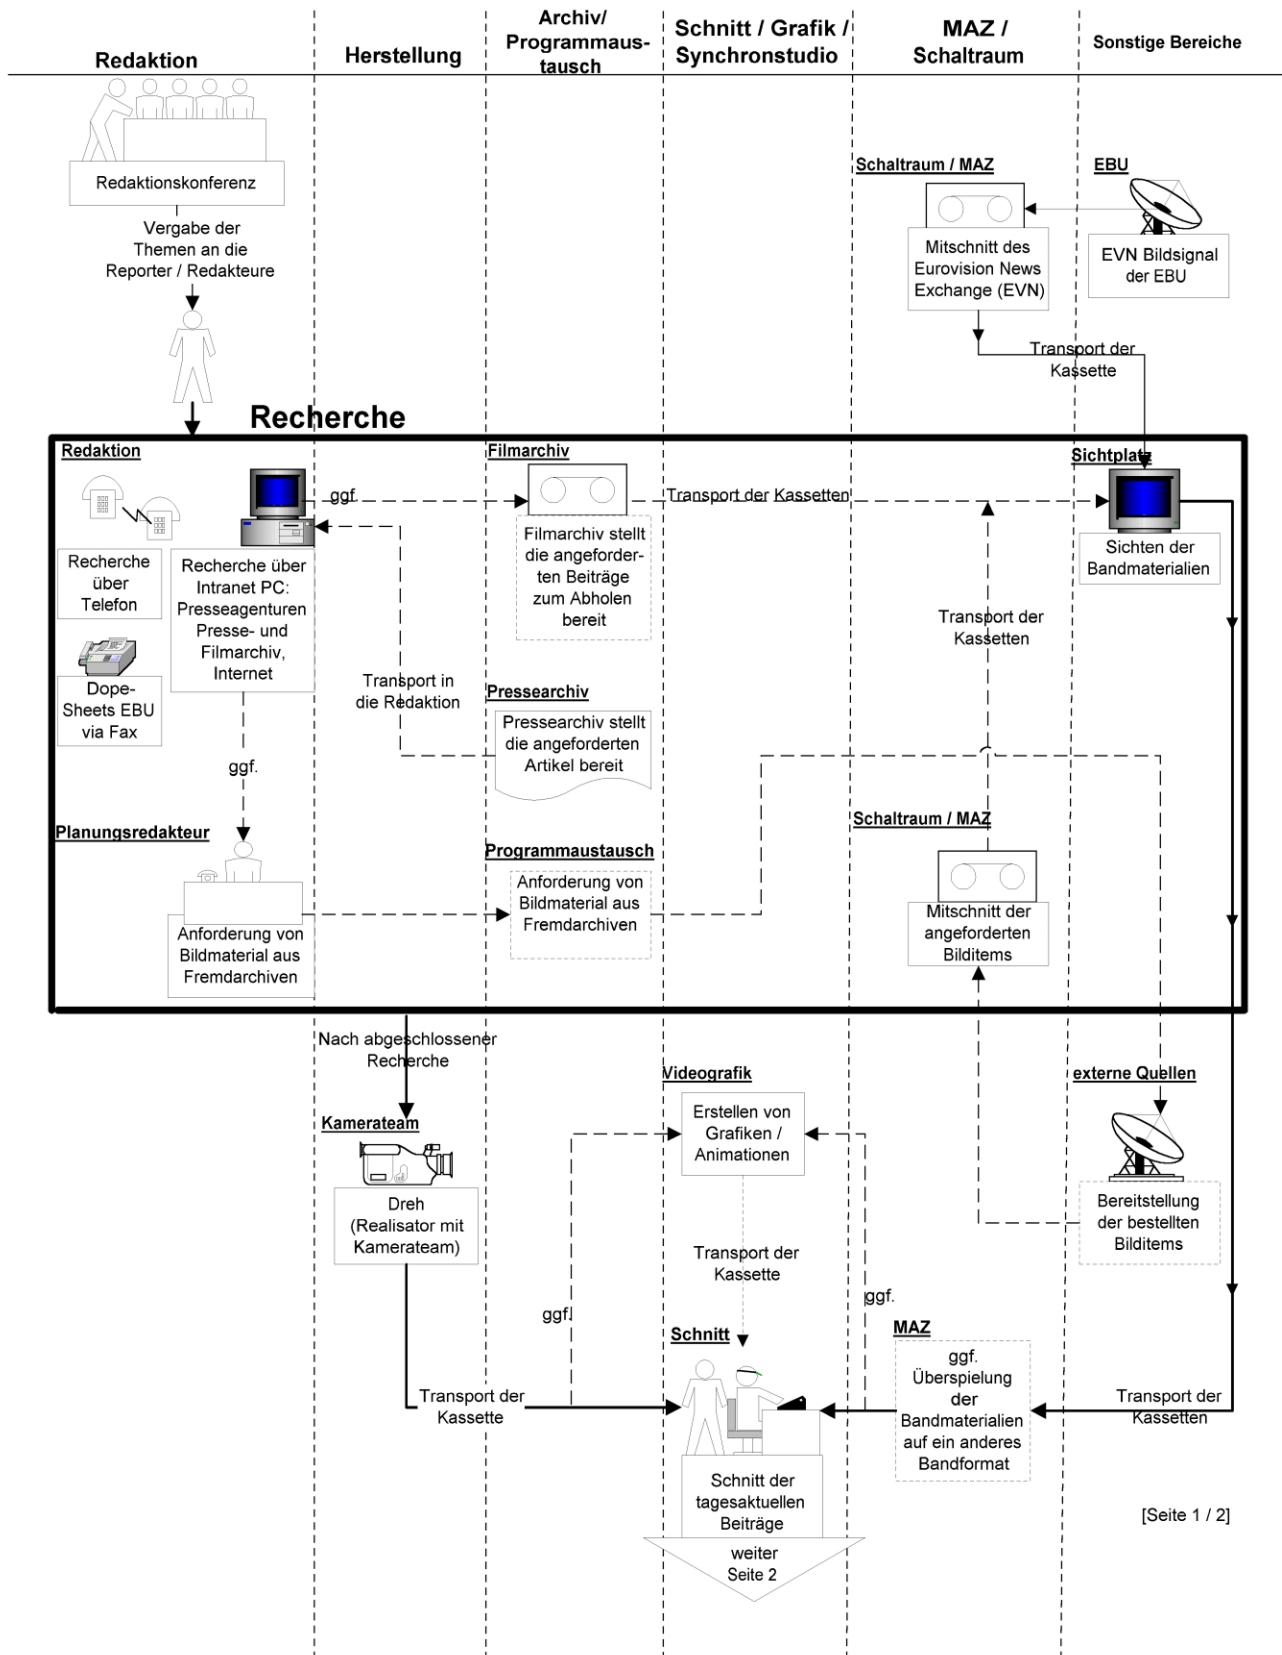 Redaktion
Herstellung
Archiv/
Programmaus-
tausch
Schnitt / Grafik /
Synchronstudio
MAZ /
Schaltraum
Sonstige Bereiche
Redaktionskonferenz
Vergabe der
Themen an die
Reporter / Redakteure
Schaltraum / MAZ
Mitschnitt des
Eurovision News
Exchange (EVN)
EBU
EVN Bildsignal
der EBU
Transport der
Kassette
Recherche
Redaktion
Recherche
über
Telefon
Dope-
Sheets EBU
via Fax
Recherche über
Intranet PC:
Presseagenturen
Presse- und
Filmarchiv,
Internet
ggf.
ggf
Filmarchiv
Filmarchiv stellt
die angeforder-
ten Beiträge
zum Abholen
bereit
Transport der Kassetten
Sichtplatz
Sichten der
Bandmaterialien
Transport der
Kassetten
Transport in
die Redaktion
Pressearchiv
Pressearchiv stellt
die angeforderten
Artikel bereit
Planungsredakteur
Anforderung von
Bildmaterial aus
Fremdarchiven
Programmaustausch
Anforderung von
Bildmaterial aus
Fremdarchiven
Schaltraum / MAZ
Mitschnitt der
angeforderten
Bilditems
Nach abgeschlossener
Recherche
Kamerateam
Dreh
(Realisator mit
Kamerateam)
Videografik
Erstellen von
Grafiken /
Animationen
externe Quellen
Bereitstellung
der bestellten
Bilditems
Transport der
Kassette
ggf.
ggf.
Schnitt
MAZ
ggf.
Überspielung
der
Bandmaterialien
auf ein anderes
Bandformat
Transport der
Kassette
Transport der
Kassetten
Schnitt der
tagesaktuellen
Beiträge
weiter
Seite 2
[Seite 1 / 2]